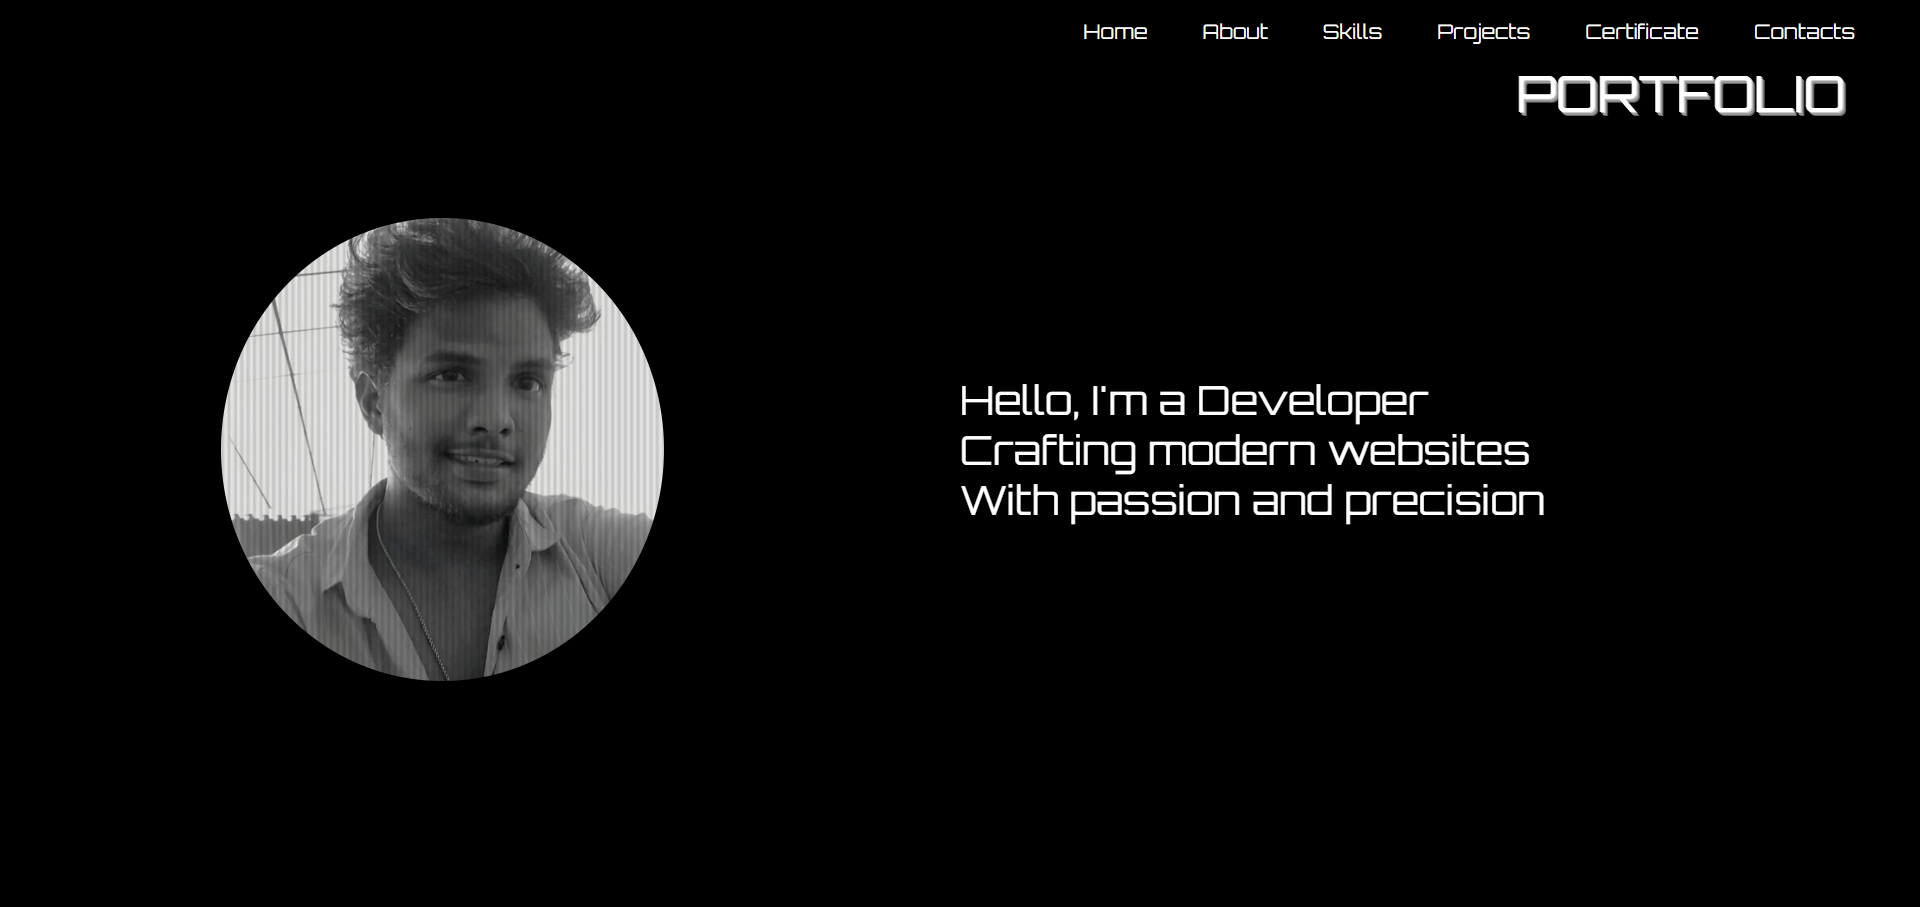 Home About Skills Projects Certificate Contacts
PORTFOLIO
Hello, I'm a Developer
Crafting modern websites
With passion and precision